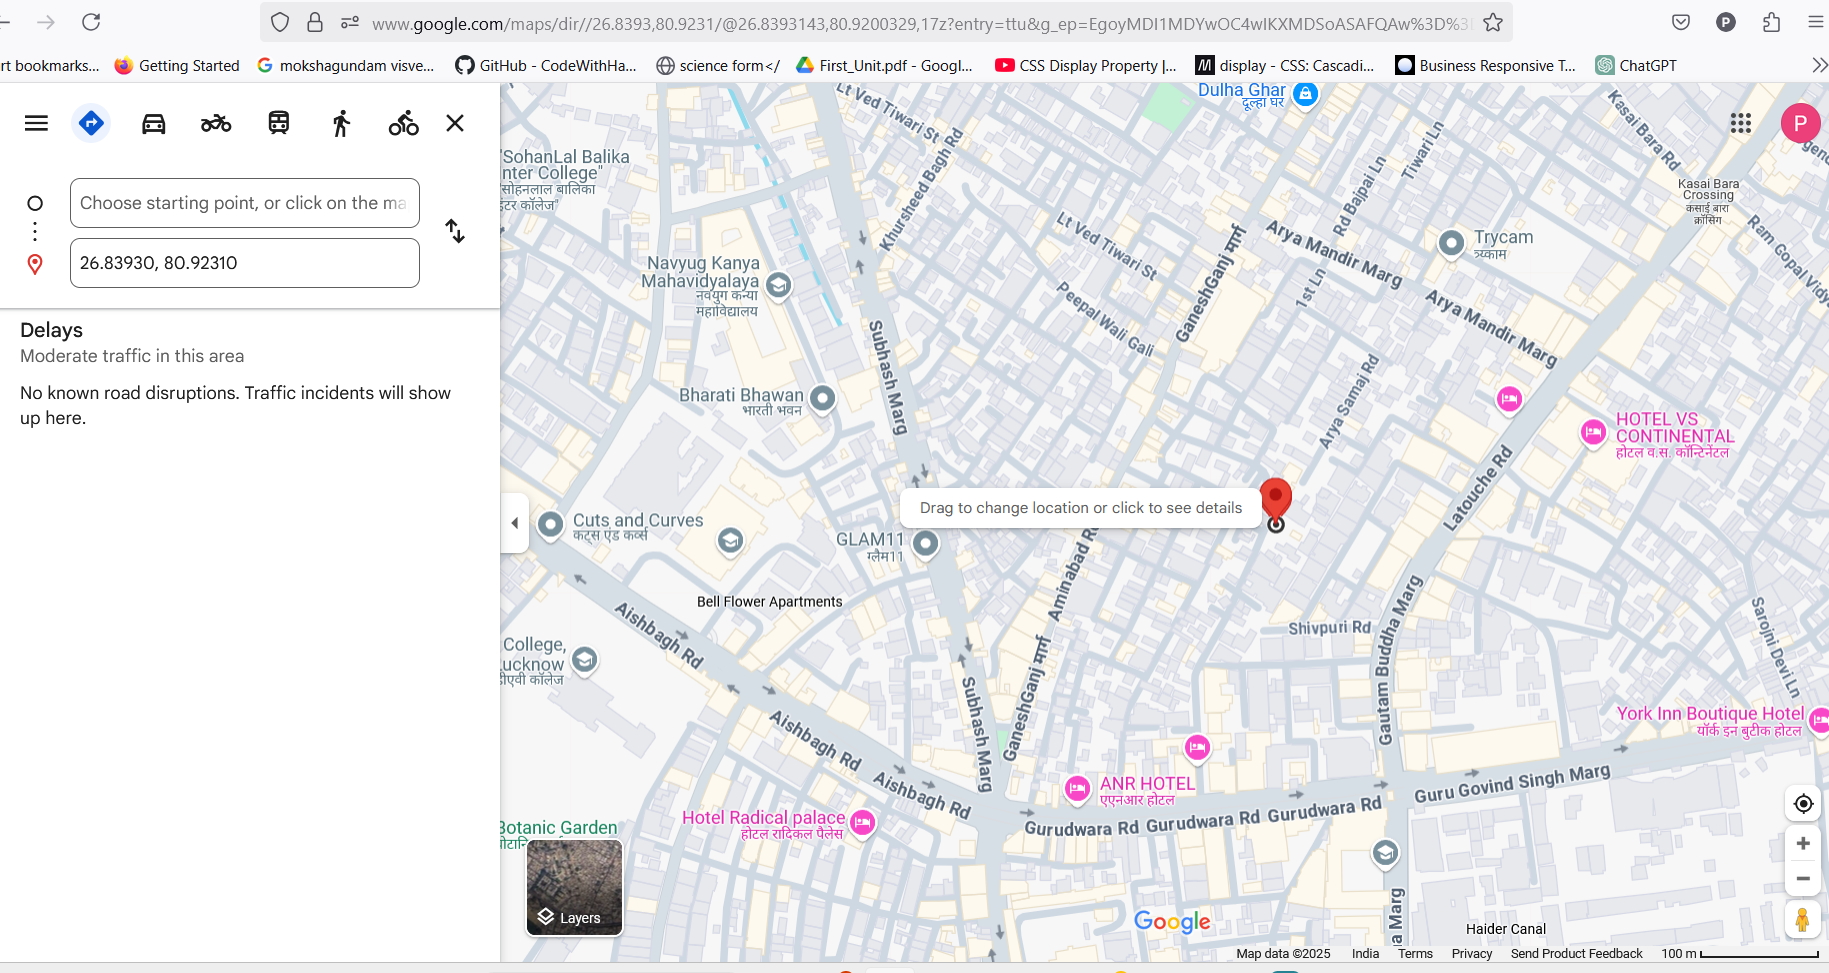 www.google.com/maps/dir//26.8393,80.9231/@26.8393143,80.9200329,17z?entry=ttu&g_ep=EgoyMDI1MDYwOC4wIKXMDSoASAFQAw%3D%3
P
rt bookmarks...
Getting Started
mokshagundam visve...
GitHub - CodeWithHa...
science form</
First_Unit.pdf - Googl...
CSS Display Property |...
display - CSS: Cascadi...
Business Responsive T...
ChatGPT
Choose starting point, or click on the ma
26.83930, 80.92310
Delays
Moderate traffic in this area
No known road disruptions. Traffic incidents will show
up here.
Dulha Ghar
दूल्हा घर
P
Lt Ved Tiwari St
Khursheed Bagh Rd
"SohanLal Balika
nter College"
सोहनलाल बालिका
इंटर कॉलेज"
Tiwari Ln
Rd Bajpai Ln
Kasai Bara Rd
Kasai Bara
Crossing
कसाई बारा
क्रॉसिंग
Ram Gopal Vidy
Lt Ved Tiwari St
GaneshGanj मार्ग
Arya Mandir Marg
Trycam
त्र्यकाम
Navyug Kanya
Mahavidyalaya
नवयुग कन्या
महाविद्यालय
Peepal Wali Gali
1st Ln
Arya Mandir Marg
Subhash Marg
Bharati Bhawan
भारती भवन
Arya Samaj Rd
HOTEL VS
CONTINENTAL
होटल व.स. कॉन्टिनेंटल
Latouche Rd
Drag to change location or click to see details
Cuts and Curves
कट्स एंड कर्व्स
GLAM11
ग्लैम11
Aminabad R
Bell Flower Apartments
Aishbagh Rd
Shivpuri Rd
Gautam Buddha Marg
Sarojini Devi Ln
College,
ucknow
डीएवी कॉलेज
Subhash Marg
GaneshGanj मार्ग
York Inn Boutique Hotel
यॉर्क इन बुटीक होटल
Aishbagh Rd
Aishbagh Rd
ANR HOTEL
एएनआर होटल
Guru Govind Singh Marg
Hotel Radical palace
होटल रादिकल पैलेस
Gurudwara Rd
Gurudwara Rd
Gurudwara Rd
Botanic Garden
Layers
Google
a Marg
Haider Canal
Map data ©2025
India
Terms
Privacy
Send Product Feedback
100 m